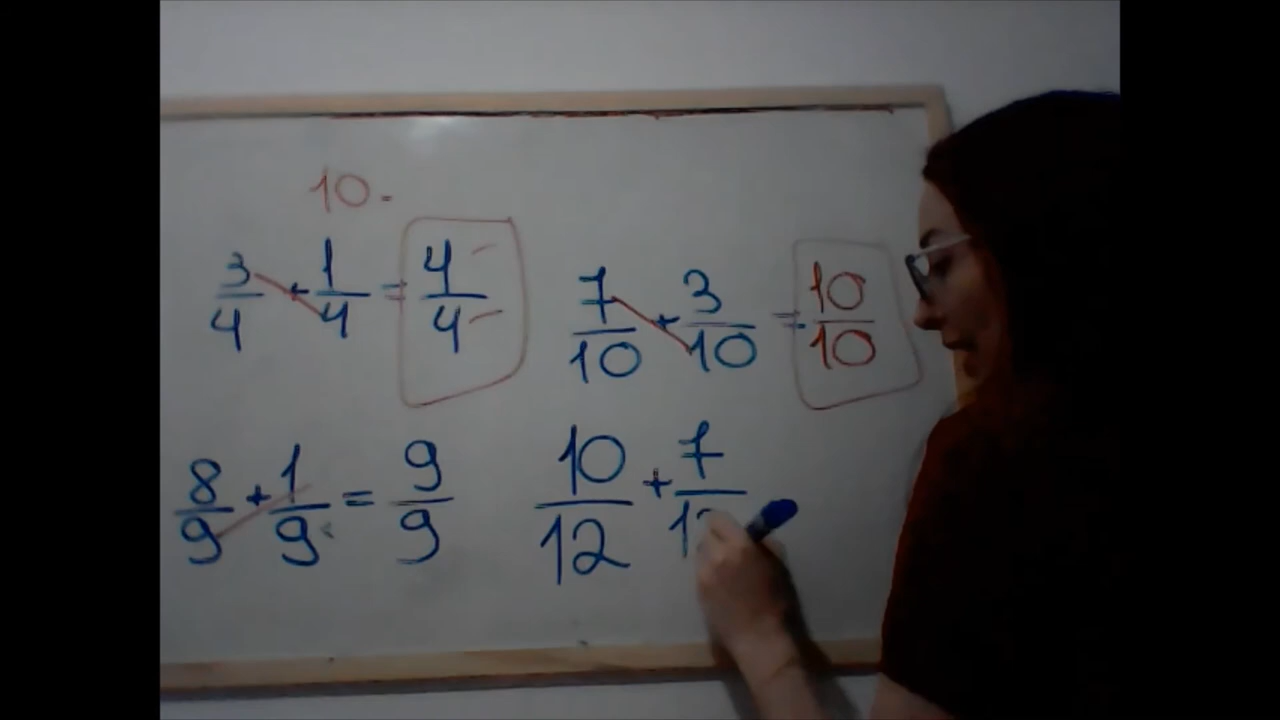 10.
3/4 + 1/4 = 4/4
7/10 + 3/10 = 10/10
8/9 + 1/9 = 9/9
10/12 + 7/